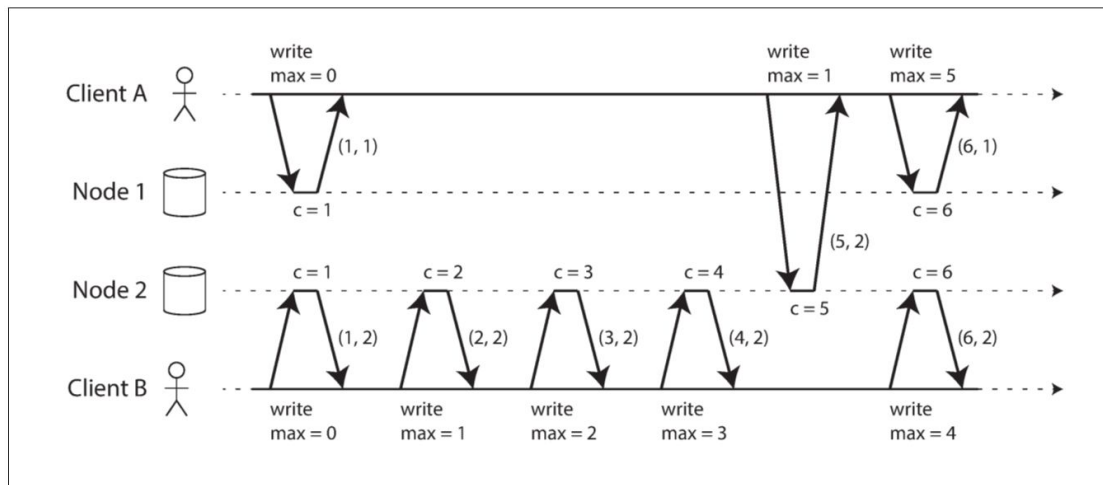 write
max = 0
write
max = 1
write
max = 5
Client A
(1, 1)
(6, 1)
Node 1
c = 1
c = 6
(5, 2)
c = 1
c = 2
c = 3
c = 4
c = 6
Node 2
c = 5
(1, 2)
(2, 2)
(3, 2)
(4, 2)
(6, 2)
Client B
write
max = 0
write
max = 1
write
max = 2
write
max = 3
write
max = 4